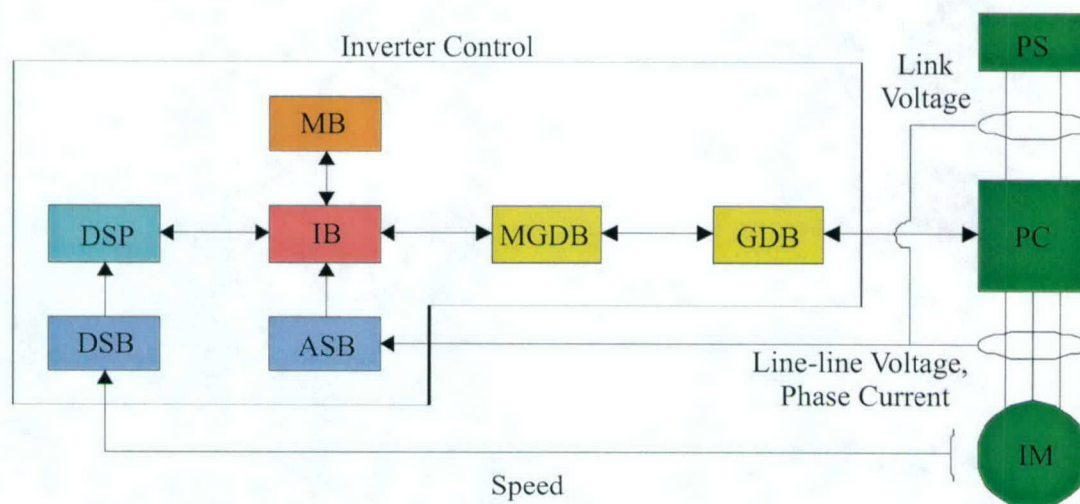 Inverter Control
PS
Link
Voltage
MB
DSP
IB
MGDB
GDB
PC
DSB
ASB
Line-line Voltage,
Phase Current
IM
Speed